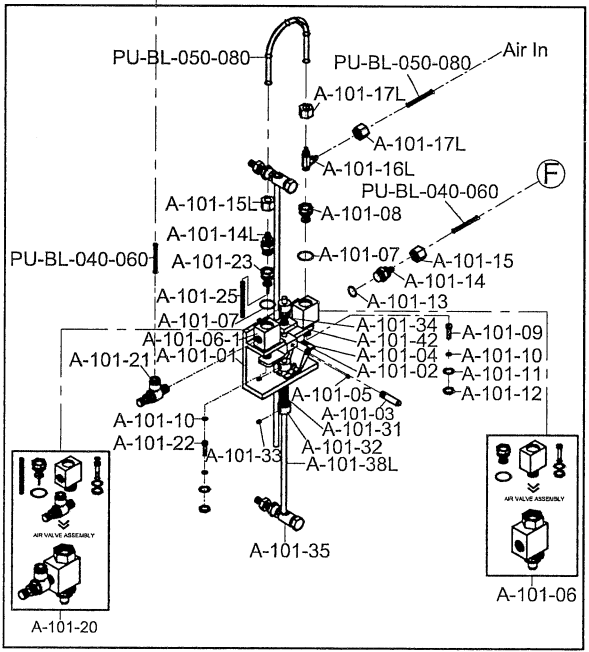 Air In
PU-BL-050-080
PU-BL-050-080
A-101-17L
A-101-17L
A-101-16L
F
PU-BL-040-060
A-101-15L
A-101-08
A-101-14L
PU-BL-040-060
A-101-23
A-101-07
A-101-15
A-101-14
A-101-25
A-101-13
A-101-07
A-101-34
A-101-09
A-101-06-1
A-101-42
A-101-21
A-101-01
A-101-04
A-101-10
A-101-02
A-101-11
A-101-05
A-101-12
A-101-10
A-101-03
A-101-22
A-101-31
A-101-33
A-101-32
A-101-38L
AIR VALVE ASSEMBLY
AIR VALVE ASSEMBLY
A-101-35
A-101-06
A-101-20